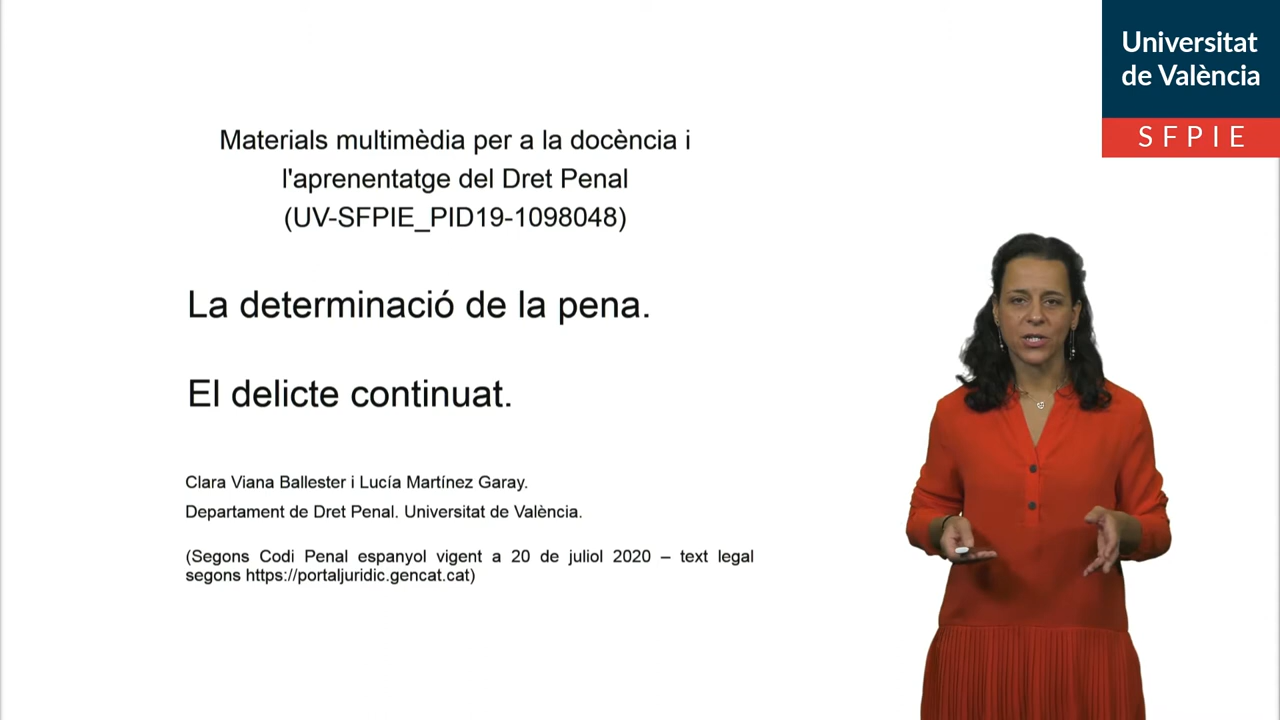 Universitat
de València
SFPIE
Materials multimèdia per a la docència i
l'aprenentatge del Dret Penal
(UV-SFPIE_PID19-1098048)
La determinació de la pena.
El delicte continuat.
Clara Viana Ballester i Lucía Martínez Garay.
Departament de Dret Penal. Universitat de València.
(Segons Codi Penal espanyol vigent a 20 de juliol 2020 – text legal
segons https://portaljuridic.gencat.cat)